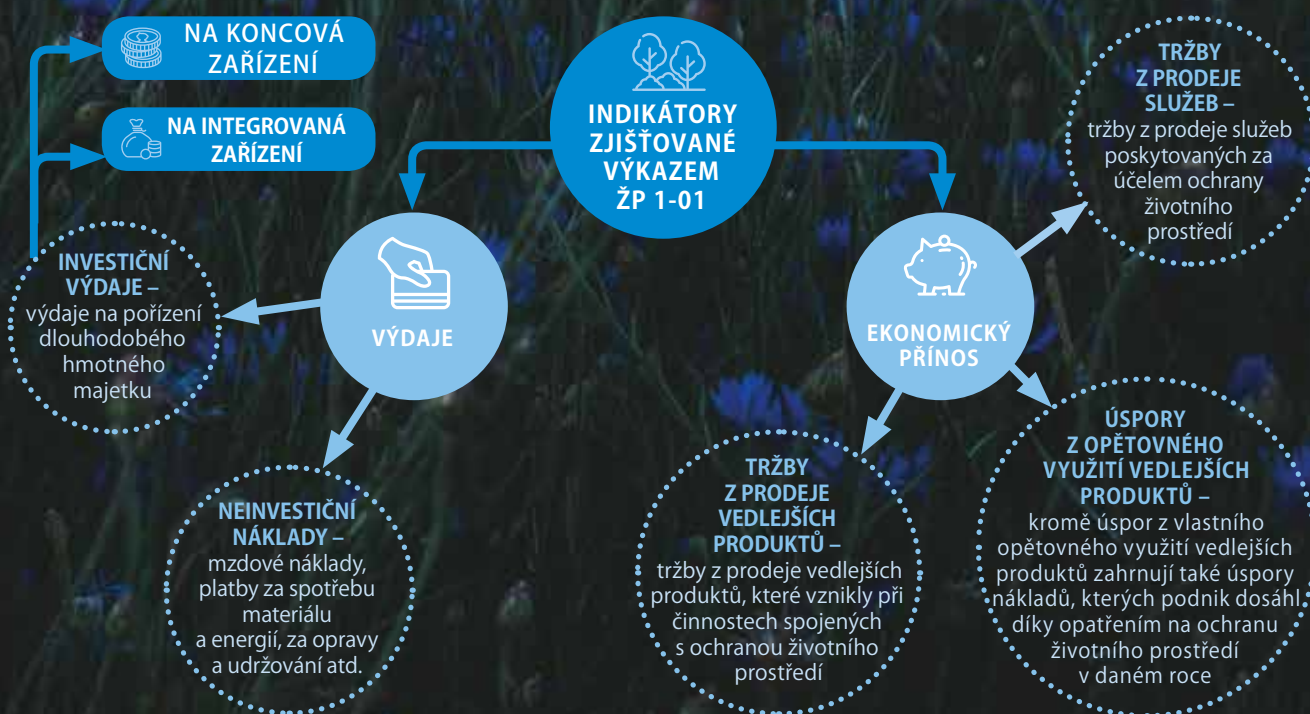 NA KONCOVÁ
ZAŘÍZENÍ
NA INTEGROVANÁ
ZAŘÍZENÍ
INDIKÁTORY
ZJIŠŤOVANÉ
VÝKAZEM
ŽP 1-01
TRŽBY
Z PRODEJE
SLUŽEB –
tržby z prodeje služeb
poskytovaných za
účelem ochrany
životního
prostředí
INVESTIČNÍ
VÝDAJE –
výdaje na pořízení
dlouhodobého
hmotného
majetku
VÝDAJE
EKONOMICKÝ
PŘÍNOS
NEINVESTIČNÍ
NÁKLADY –
mzdové náklady,
platby za spotřebu
materiálu
a energií, za opravy
a udržování atd.
TRŽBY
Z PRODEJE
VEDLEJŠÍCH
PRODUKTŮ –
tržby z prodeje vedlejších
produktů, které vznikly při
činnostech spojených
s ochranou životního
prostředí
ÚSPORY
Z OPĚTOVNÉHO
VYUŽITÍ VEDLEJŠÍCH
PRODUKTŮ –
kromě úspor z vlastního
opětovného využití vedlejších
produktů zahrnují také úspory
nákladů, kterých podnik dosáhl
díky opatřením na ochranu
životního prostředí
v daném roce